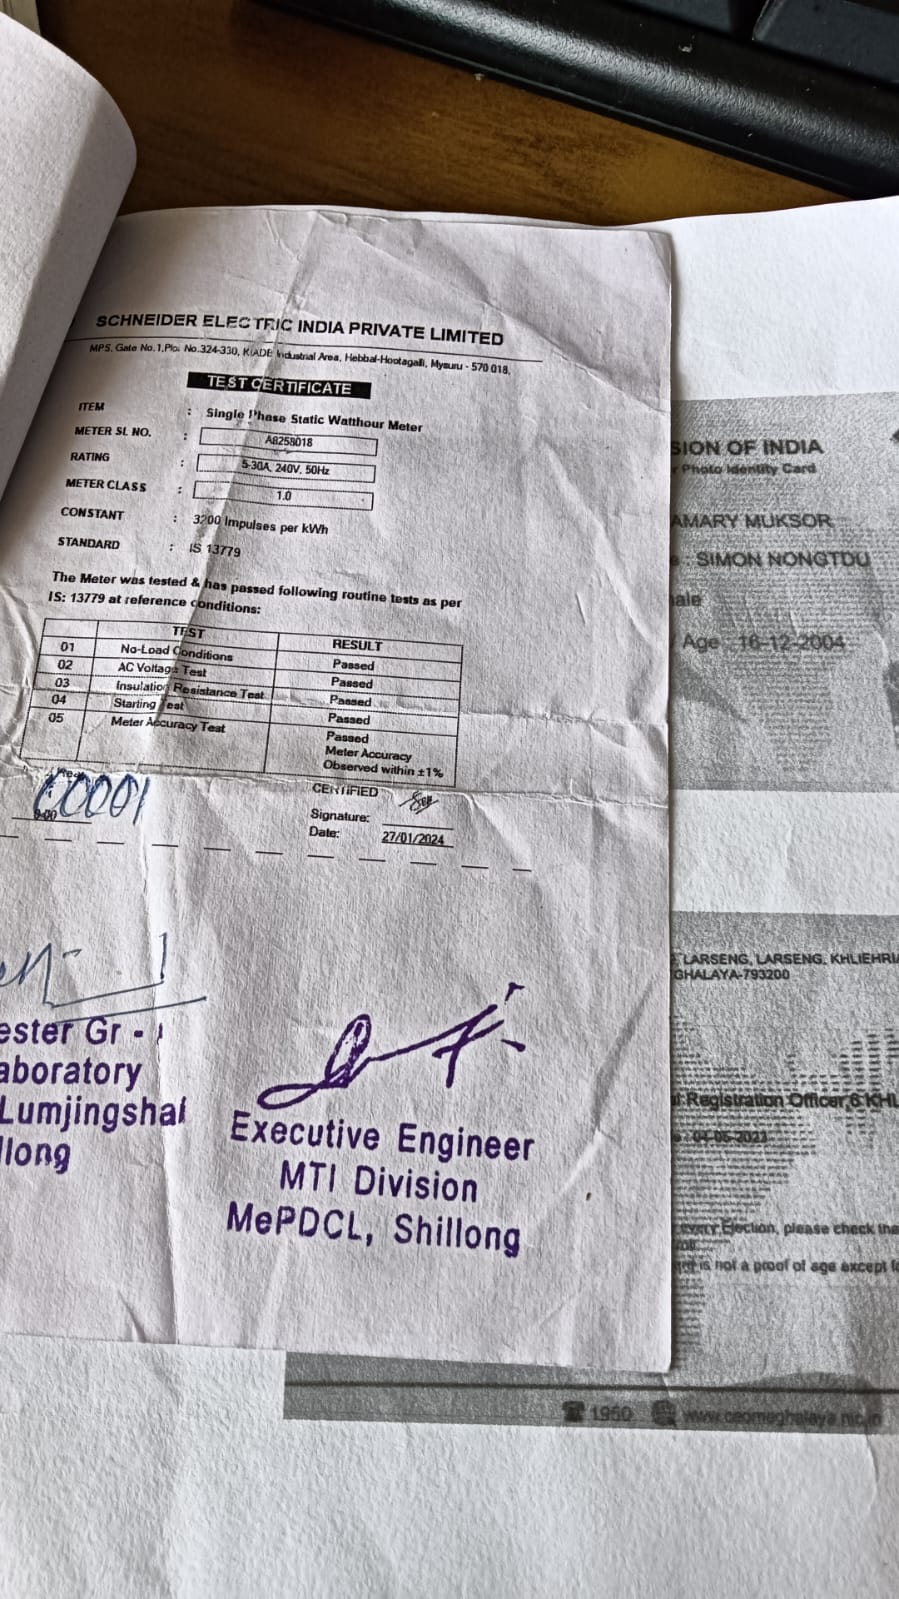 SCHNEIDER ELECTRIC INDIA PRIVATE LIMITED
MPS, Gate No.1,Plot No.324-330, KIADB Industrial Area, Hebbal-Hootagalli, Mysuru - 570 018.
TEST CERTIFICATE
ITEM : Single Phase Static Watthour Meter
METER SL NO. : A8258018
RATING : 5-30A, 240V, 50Hz
METER CLASS : 1.0
CONSTANT : 3200 Impulses per kWh
STANDARD : IS 13779
The Meter was tested & has passed following routine tests as per
IS: 13779 at reference conditions:
TEST RESULT
01 No-Load Conditions Passed
02 AC Voltage Test Passed
03 Insulation Resistance Test Passed
04 Starting Test Passed
05 Meter Accuracy Test Passed
Meter Accuracy
Observed within ±1%
CERTIFIED
Signature:
Date: 27/01/2024
ester Gr -
aboratory
Lumjingshai
llong
Executive Engineer
MTI Division
MePDCL, Shillong
SION OF INDIA
r Photo Identity Card
AMARY MUKSOR
: SIMON NONGTDU
ale
/ Age 16-12-2004
LARSENG, LARSENG, KHLIEHRIA
GHALAYA-793200
Registration Officer,6 KHL
every Election, please check the
is not a proof of age except fo
1950 www.ceomeghalaya.nic.in